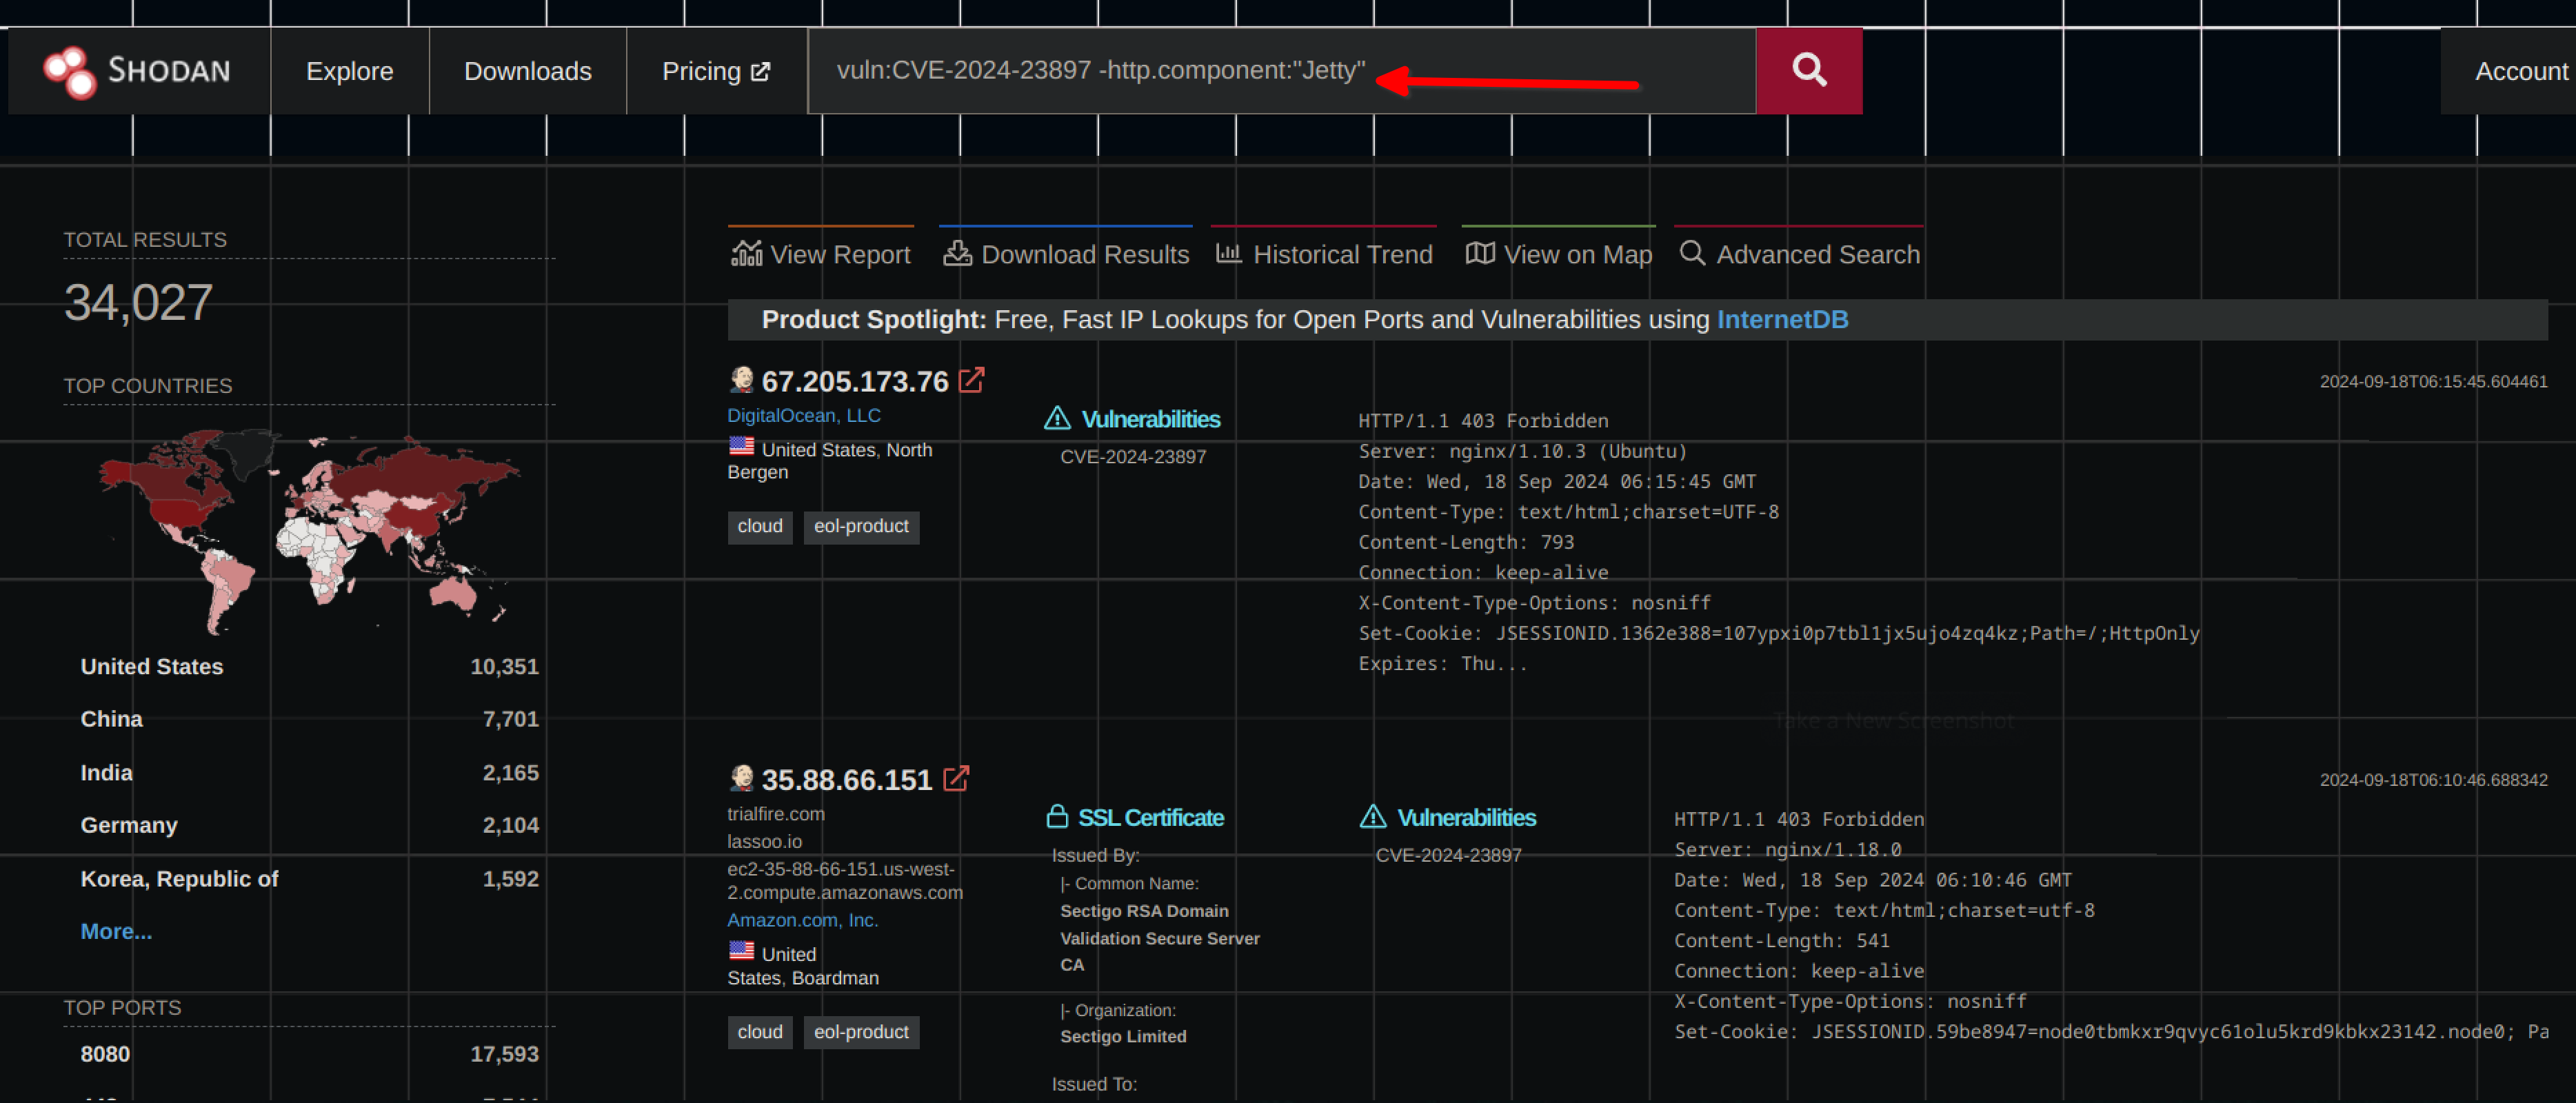 SHODAN
Explore
Downloads
Pricing
vuln:CVE-2024-23897 -http.component:"Jetty"
Account
TOTAL RESULTS
34,027
TOP COUNTRIES
United States 10,351
China 7,701
India 2,165
Germany 2,104
Korea, Republic of 1,592
More...
TOP PORTS
8080 17,593
View Report
Download Results
Historical Trend
View on Map
Advanced Search
Product Spotlight: Free, Fast IP Lookups for Open Ports and Vulnerabilities using InternetDB
67.205.173.76
2024-09-18T06:15:45.604461
DigitalOcean, LLC
United States, North
Bergen
cloud
eol-product
Vulnerabilities
CVE-2024-23897
HTTP/1.1 403 Forbidden
Server: nginx/1.10.3 (Ubuntu)
Date: Wed, 18 Sep 2024 06:15:45 GMT
Content-Type: text/html;charset=UTF-8
Content-Length: 793
Connection: keep-alive
X-Content-Type-Options: nosniff
Set-Cookie: JSESSIONID.1362e388=107ypxi0p7tbl1jx5ujo4zq4kz;Path=/;HttpOnly
Expires: Thu...
Take a New Screenshot
35.88.66.151
2024-09-18T06:10:46.688342
trialfire.com
lassoo.io
ec2-35-88-66-151.us-west-
2.compute.amazonaws.com
Amazon.com, Inc.
United
States, Boardman
cloud
eol-product
SSL Certificate
Issued By:
|- Common Name:
Sectigo RSA Domain
Validation Secure Server
CA
|- Organization:
Sectigo Limited
Issued To:
Vulnerabilities
CVE-2024-23897
HTTP/1.1 403 Forbidden
Server: nginx/1.18.0
Date: Wed, 18 Sep 2024 06:10:46 GMT
Content-Type: text/html;charset=utf-8
Content-Length: 541
Connection: keep-alive
X-Content-Type-Options: nosniff
Set-Cookie: JSESSIONID.59be8947=node0tbmkxr9qvyc61olu5krd9kbkx23142.node0; Pa